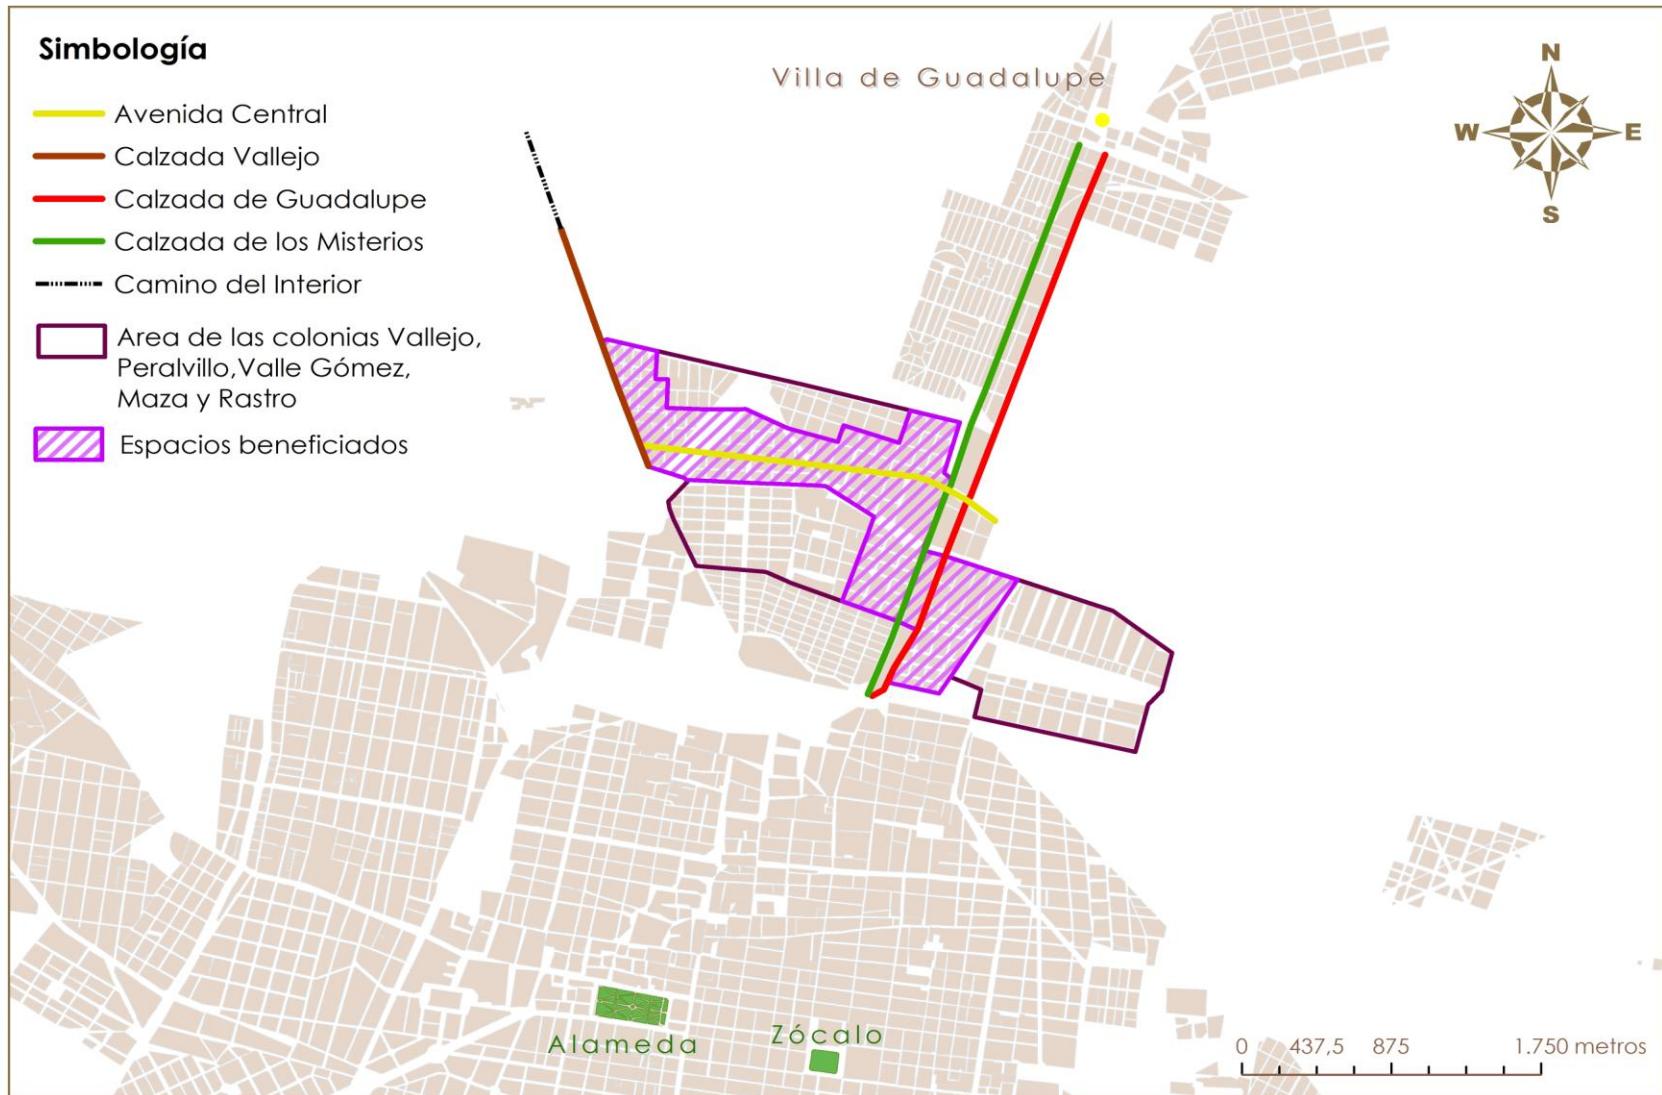 Simbología
Avenida Central
Calzada Vallejo
Calzada de Guadalupe
Calzada de los Misterios
Camino del Interior
Area de las colonias Vallejo,
Peralvillo,Valle Gómez,
Maza y Rastro
Espacios beneficiados
Villa de Guadalupe
N
W E
S
Alameda
Zócalo
0 437,5 875 1.750 metros